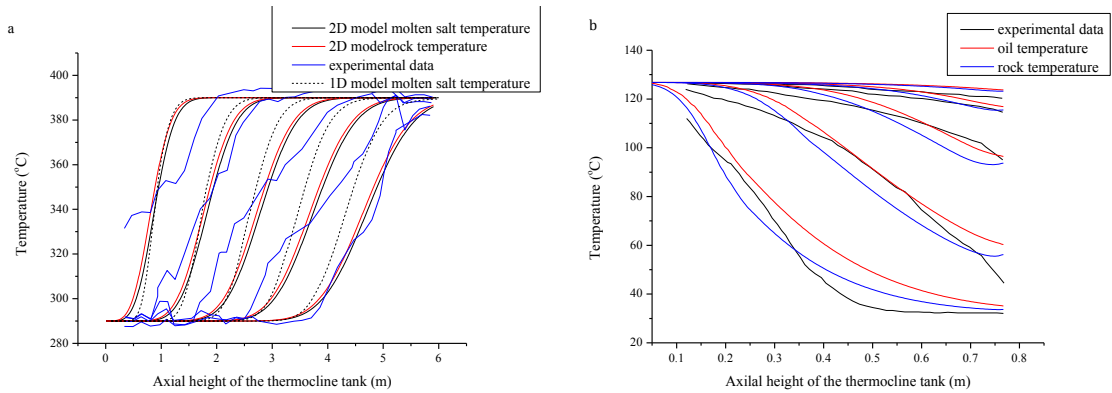 a
2D model molten salt temperature
2D modelrock temperature
experimental data
1D model molten salt temperature
400
380
360
340
320
300
280
Temperature (°C)
0 1 2 3 4 5 6
Axial height of the thermocline tank (m)
b
experimental data
oil temperature
rock temperature
140
120
100
80
60
40
20
Temperature (°C)
0.1 0.2 0.3 0.4 0.5 0.6 0.7 0.8
Axilal height of the thermocline tank (m)